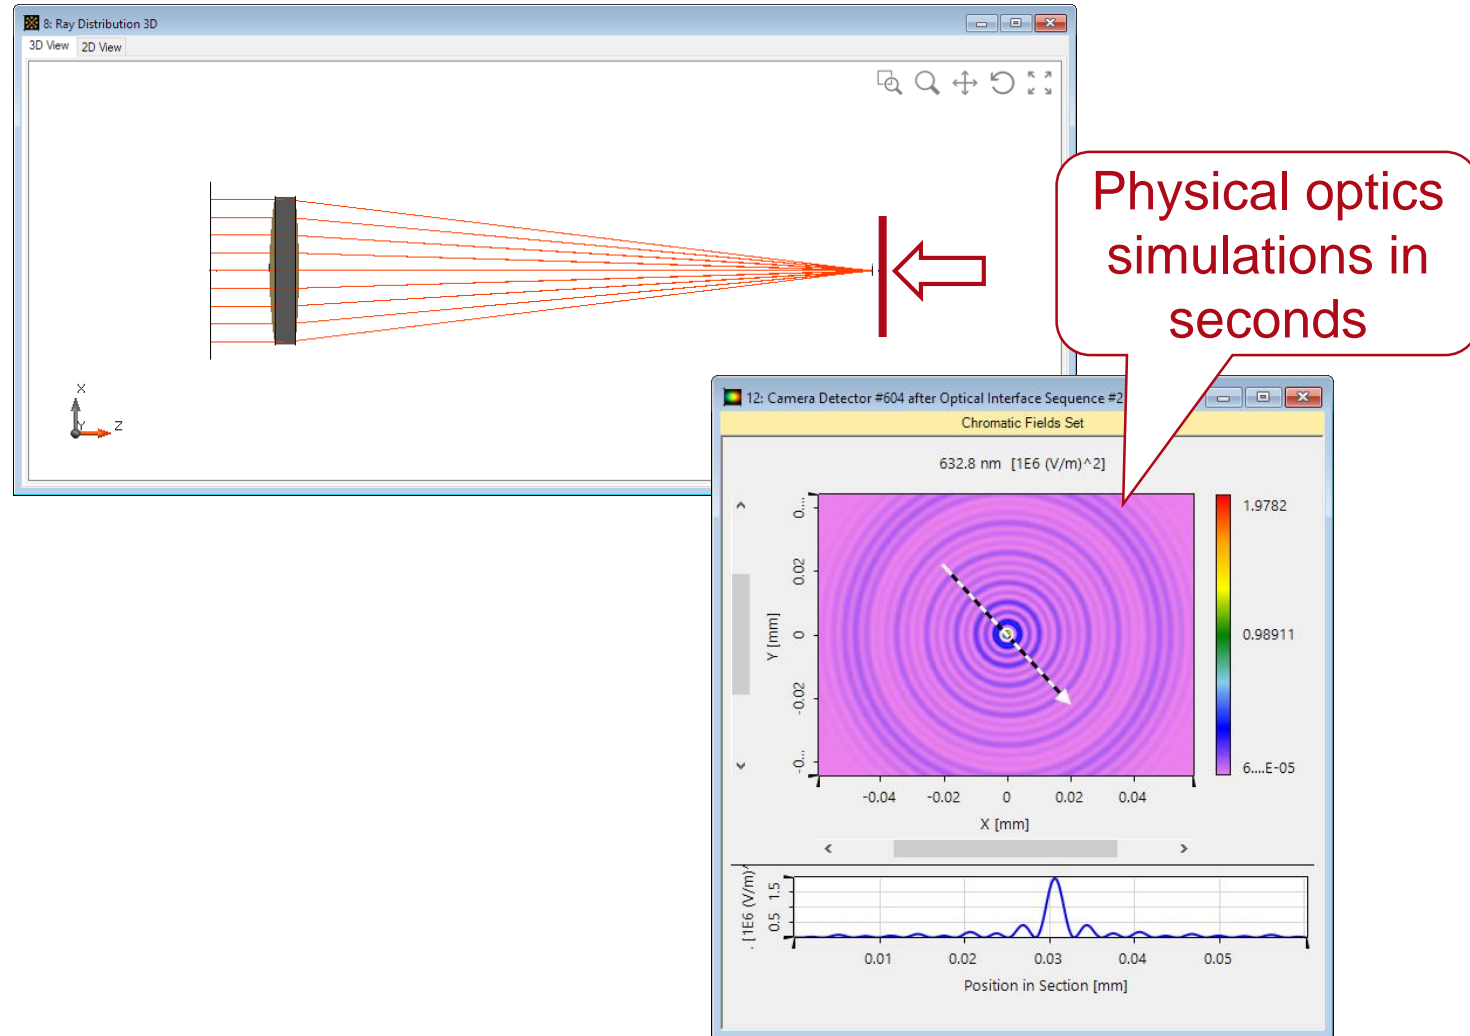 8: Ray Distribution 3D
3D View 2D View
X
Y
Z
Physical optics
simulations in
seconds
12: Camera Detector #604 after Optical Interface Sequence #2
Chromatic Fields Set
632.8 nm [1E6 (V/m)^2]
0...
0.02
0
-0.02
-0...
Y [mm]
1.9782
0.98911
6....E-05
-0.04 -0.02 0 0.02 0.04
X [mm]
. [1E6 (V/m)^
1.5
0.5
0.01 0.02 0.03 0.04 0.05
Position in Section [mm]